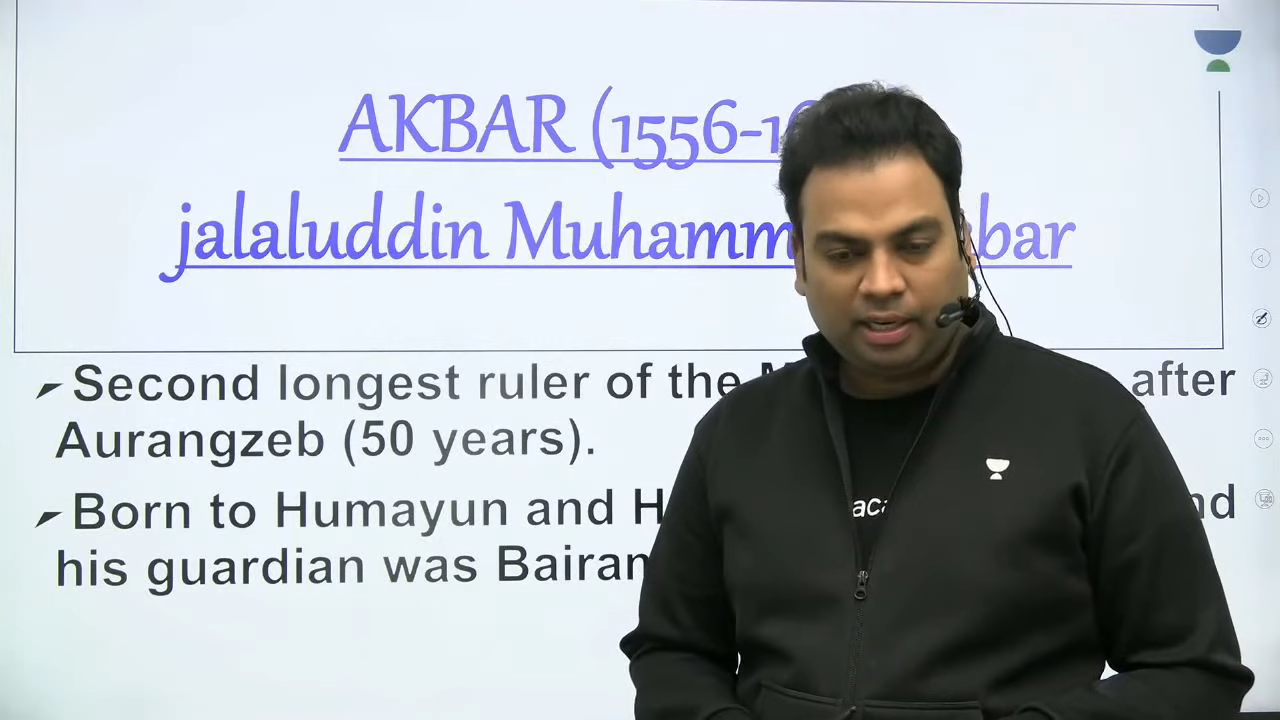 AKBAR (1556-1
jalaluddin Muhamm bar
Second longest ruler of the after
Aurangzeb (50 years).
Born to Humayun and H nd
his guardian was Bairam
aca